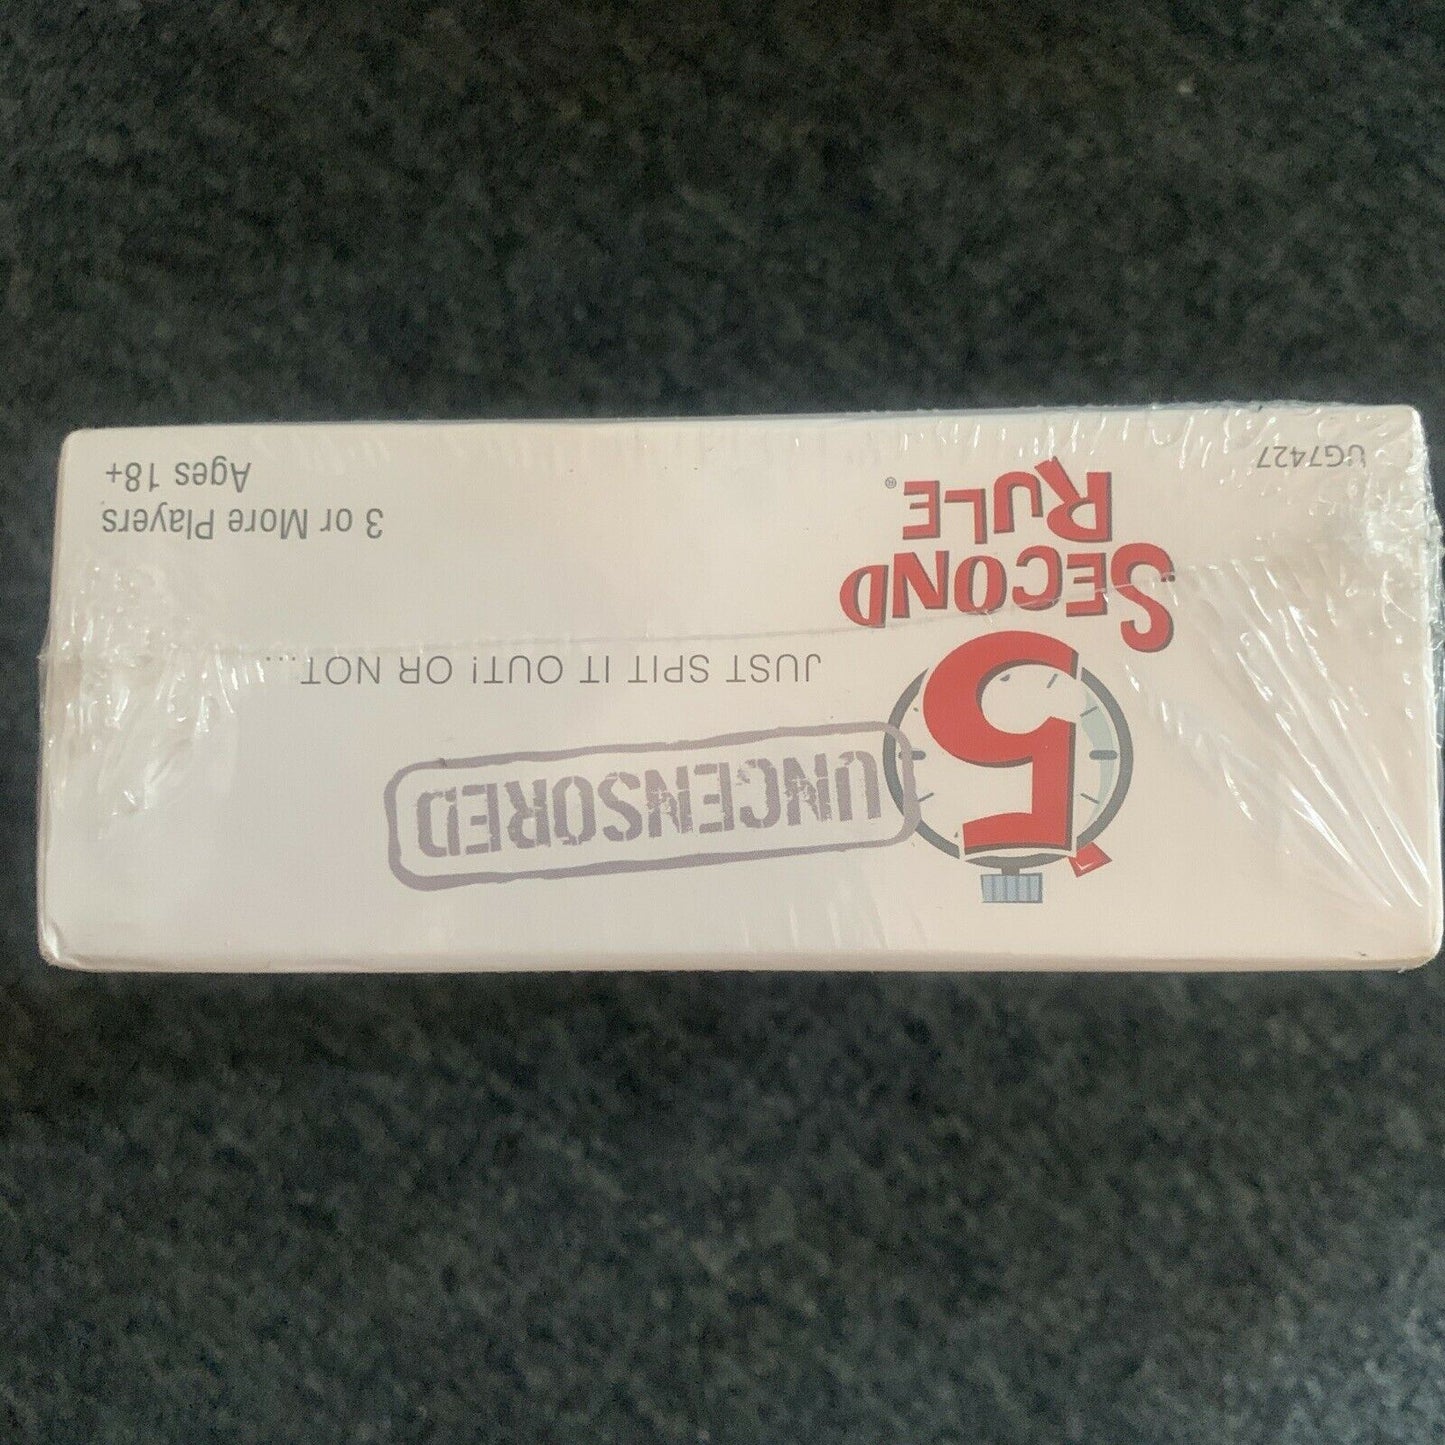 5
SECOND
RULE®
UNCENSORED
JUST SPIT IT OUT! OR NOT...
3 or More Players
Ages 18+
UG7427